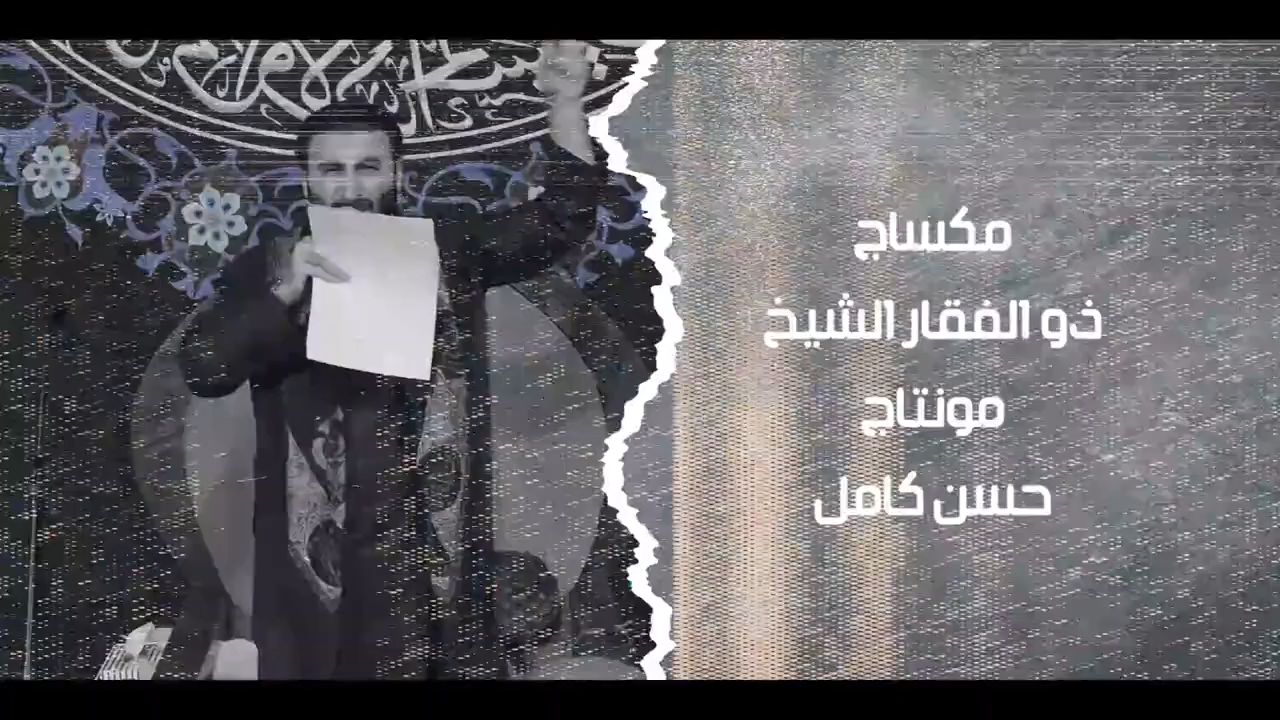 مكساج
ذو الفقار الشيخ
مونتاج
حسن كامل